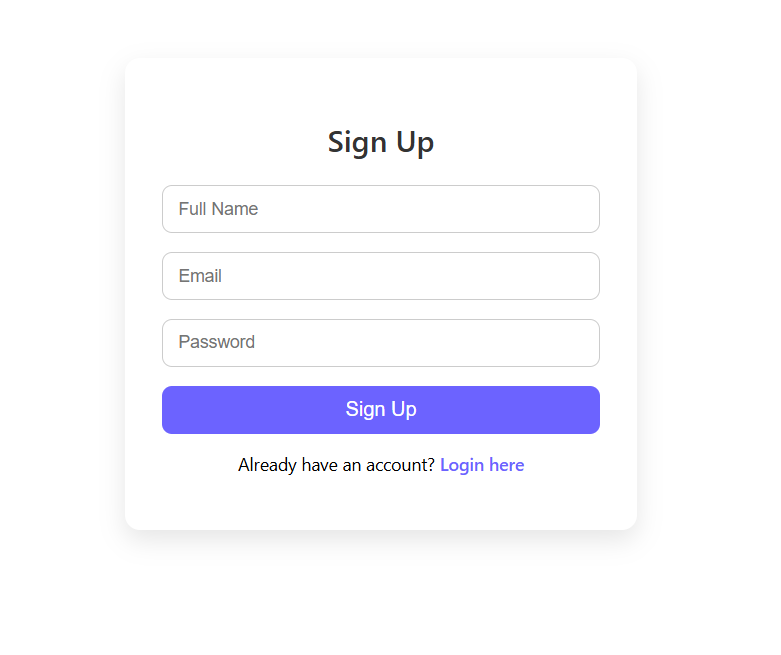 Sign Up
Full Name
Email
Password
Sign Up
Already have an account? Login here